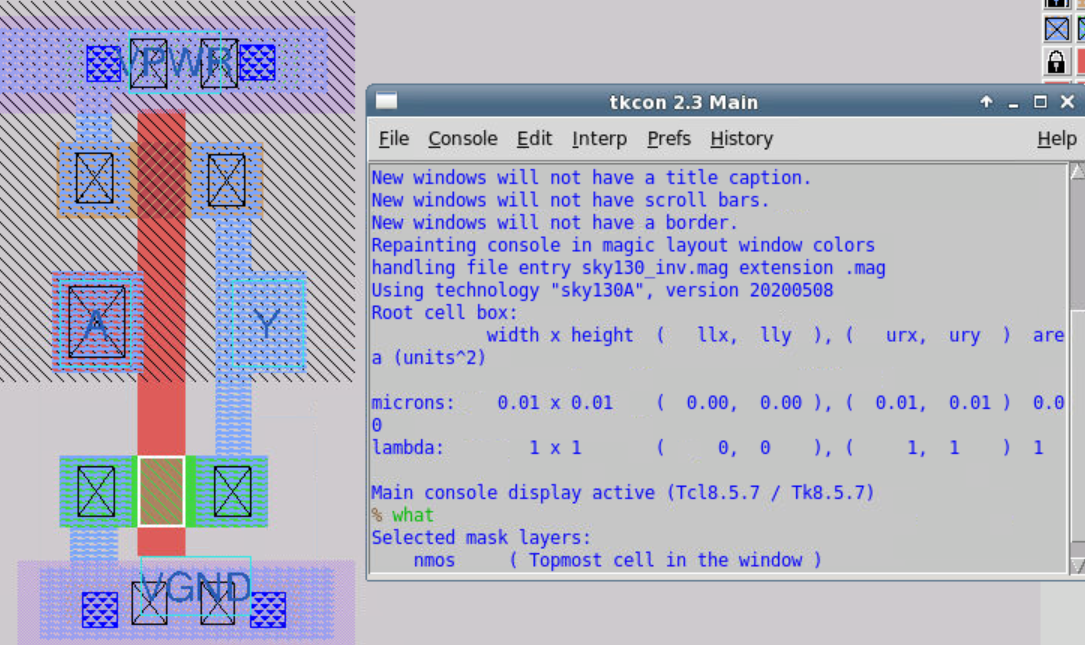 VPWR
A
Y
VGND
tkcon 2.3 Main
File Console Edit Interp Prefs History Help
New windows will not have a title caption.
New windows will not have scroll bars.
New windows will not have a border.
Repainting console in magic layout window colors
handling file entry sky130_inv.mag extension .mag
Using technology "sky130A", version 20200508
Root cell box:
width x height ( llx, lly ), ( urx, ury ) are
a (units^2)
microns: 0.01 x 0.01 ( 0.00, 0.00 ), ( 0.01, 0.01 ) 0.0
0
lambda: 1 x 1 ( 0, 0 ), ( 1, 1 ) 1
Main console display active (Tcl8.5.7 / Tk8.5.7)
% what
Selected mask layers:
nmos ( Topmost cell in the window )